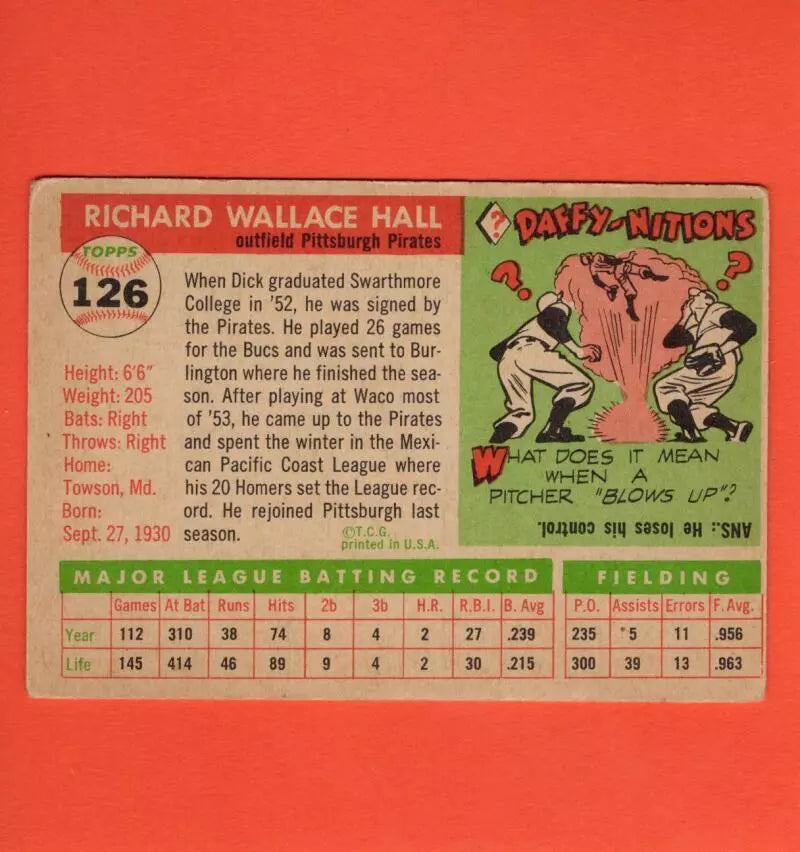 RICHARD WALLACE HALL
outfield Pittsburgh Pirates
TOPPS
126
Height: 6'6"
Weight: 205
Bats: Right
Throws: Right
Home:
Towson, Md.
Born:
Sept. 27, 1930
When Dick graduated Swarthmore
College in '52, he was signed by
the Pirates. He played 26 games
for the Bucs and was sent to Bur-
lington where he finished the sea-
son. After playing at Waco most
of '53, he came up to the Pirates
and spent the winter in the Mexi-
can Pacific Coast League where
his 20 Homers set the League rec-
ord. He rejoined Pittsburgh last
season.
©T.C.G.
printed in U.S.A.
? DAFFY-NITIONS
? ?
WHAT DOES IT MEAN
WHEN A
PITCHER "BLOWS UP"?
ANS.: He loses his control.
MAJOR LEAGUE BATTING RECORD FIELDING
Games At Bat Runs Hits 2b 3b H.R. R.B.I. B. Avg P.O. Assists Errors F. Avg.
Year 112 310 38 74 8 4 2 27 .239 235 5 11 .956
Life 145 414 46 89 9 4 2 30 .215 300 39 13 .963